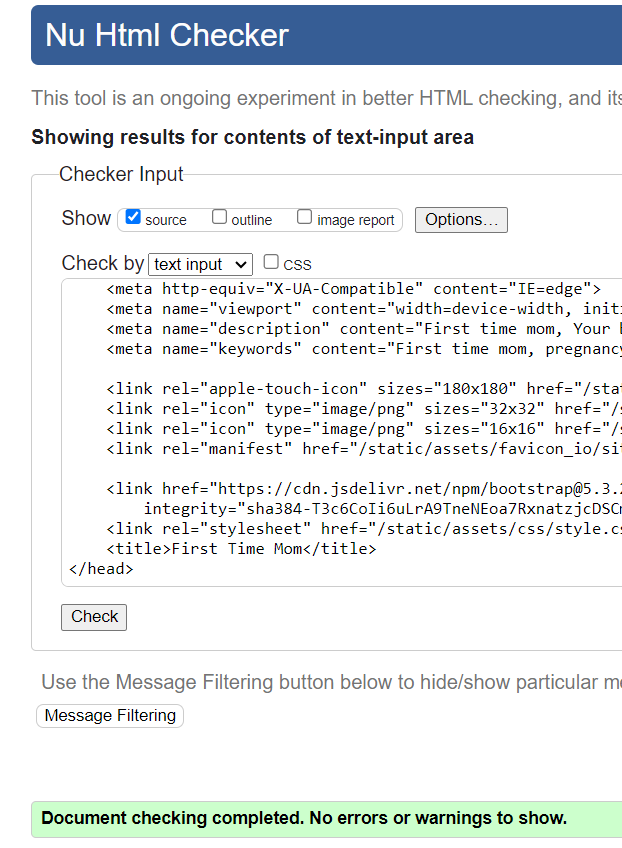 Nu Html Checker
This tool is an ongoing experiment in better HTML checking, and its
Showing results for contents of text-input area
Checker Input
Show source outline image report Options...
Check by text input CSS
<meta http-equiv="X-UA-Compatible" content="IE=edge">
<meta name="viewport" content="width=device-width,
<meta name="description" content="First time mom, Your
<meta name="keywords" content="First time mom,
<link rel="apple-touch-icon" sizes="180x180" href="/stat
<link rel="icon" type="image/png" sizes="32x32" href="/s
<link rel="icon" type="image/png" sizes="16x16" href="/s
<link rel="manifest" href="/static/assets/favicon_io/sit
<link href="https://cdn.jsdelivr.net/npm/bootstrap@5.3.2
integrity="sha384-T3c6CoIi6uLrA9TneNEoa7RxnatzjcDSCm
<link rel="stylesheet" href="/static/assets/css/style.cs
<title>First Time Mom</title>
</head>
Check
Use the Message Filtering button below to hide/show particular
Message Filtering
Document checking completed. No errors or warnings to show.